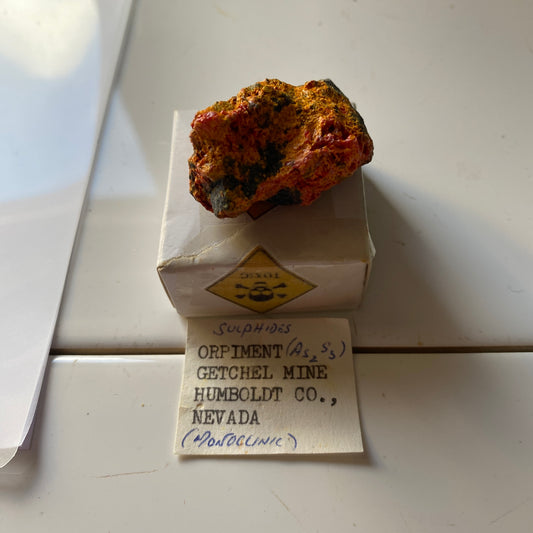 TOXIC
SULPHIDES
ORPIMENT (As₂S₃)
GETCHEL MINE
HUMBOLDT CO.,
NEVADA
(MONOCLINIC)